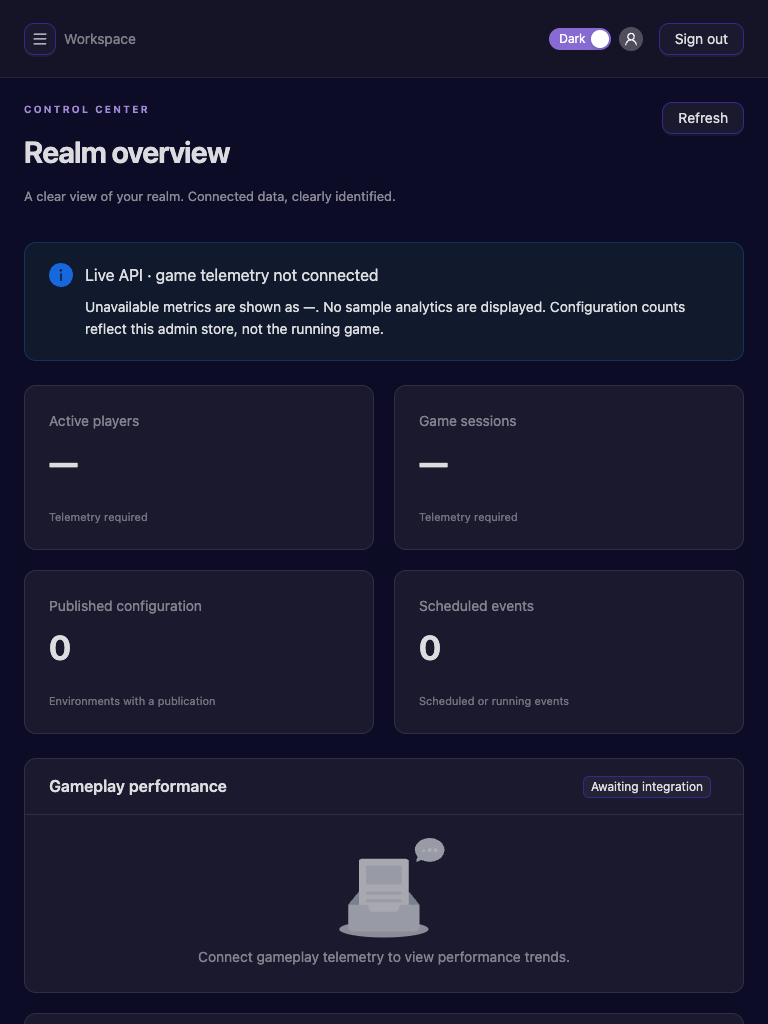 Workspace
Dark
Sign out
CONTROL CENTER
Refresh
Realm overview
A clear view of your realm. Connected data, clearly identified.
Live API · game telemetry not connected
Unavailable metrics are shown as —. No sample analytics are displayed. Configuration counts
reflect this admin store, not the running game.
Active players
—
Telemetry required
Game sessions
—
Telemetry required
Published configuration
0
Environments with a publication
Scheduled events
0
Scheduled or running events
Gameplay performance
Awaiting integration
Connect gameplay telemetry to view performance trends.